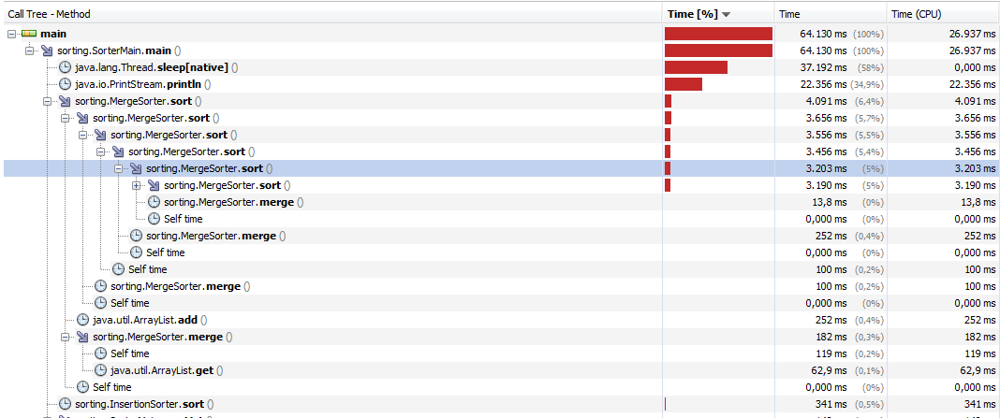 Call Tree - Method Time [%] Time Time (CPU)
main 64.130 ms (100%) 26.937 ms
sorting.SorterMain.main () 64.130 ms (100%) 26.937 ms
java.lang.Thread.sleep[native] () 37.192 ms (58%) 0,000 ms
java.io.PrintStream.println () 22.356 ms (34,9%) 22.356 ms
sorting.MergeSorter.sort () 4.091 ms (6,4%) 4.091 ms
sorting.MergeSorter.sort () 3.656 ms (5,7%) 3.656 ms
sorting.MergeSorter.sort () 3.556 ms (5,5%) 3.556 ms
sorting.MergeSorter.sort () 3.456 ms (5,4%) 3.456 ms
sorting.MergeSorter.sort () 3.203 ms (5%) 3.203 ms
sorting.MergeSorter.sort () 3.190 ms (5%) 3.190 ms
sorting.MergeSorter.merge () 13,8 ms (0%) 13,8 ms
Self time 0,000 ms (0%) 0,000 ms
sorting.MergeSorter.merge () 252 ms (0,4%) 252 ms
Self time 0,000 ms (0%) 0,000 ms
Self time 100 ms (0,2%) 100 ms
sorting.MergeSorter.merge () 100 ms (0,2%) 100 ms
Self time 0,000 ms (0%) 0,000 ms
java.util.ArrayList.add () 252 ms (0,4%) 252 ms
sorting.MergeSorter.merge () 182 ms (0,3%) 182 ms
Self time 119 ms (0,2%) 119 ms
java.util.ArrayList.get () 62,9 ms (0,1%) 62,9 ms
Self time 0,000 ms (0%) 0,000 ms
sorting.InsertionSorter.sort () 341 ms (0,5%) 341 ms